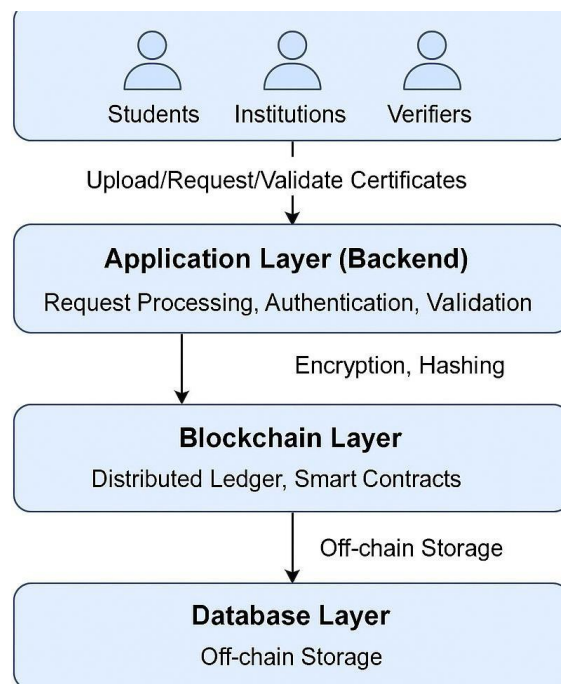 Students Institutions Verifiers
Upload/Request/Validate Certificates
Application Layer (Backend)
Request Processing, Authentication, Validation
Encryption, Hashing
Blockchain Layer
Distributed Ledger, Smart Contracts
Off-chain Storage
Database Layer
Off-chain Storage